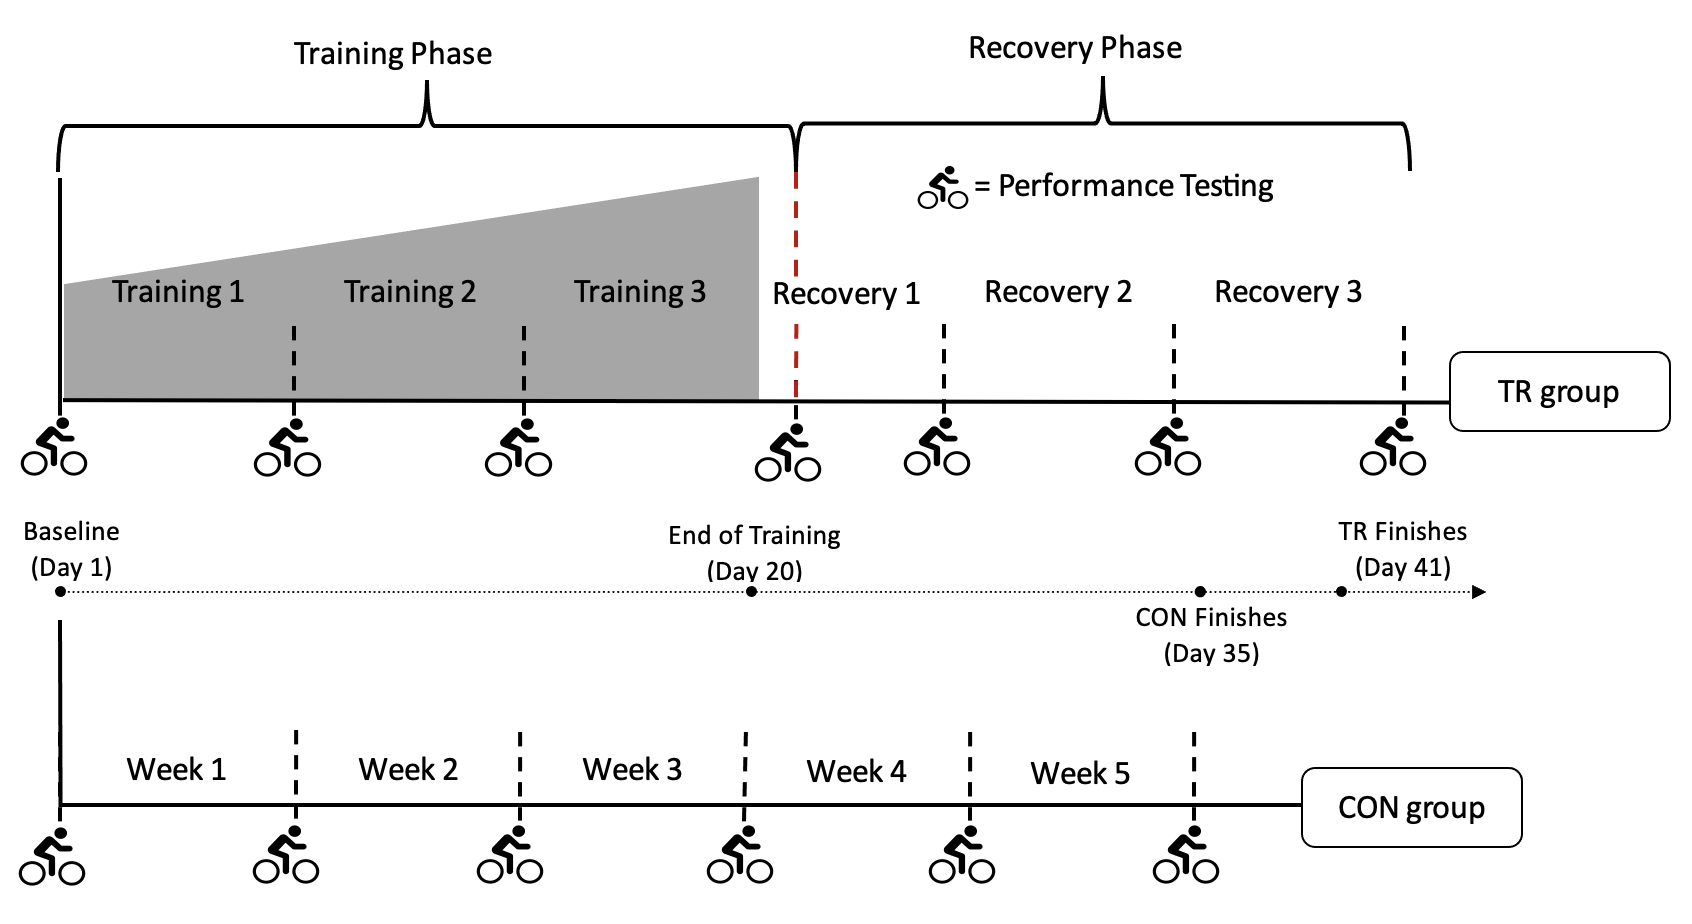 Training Phase
Recovery Phase
= Performance Testing
Training 1
Training 2
Training 3
Recovery 1
Recovery 2
Recovery 3
TR group
Baseline
(Day 1)
End of Training
(Day 20)
TR Finishes
(Day 41)
CON Finishes
(Day 35)
Week 1
Week 2
Week 3
Week 4
Week 5
CON group